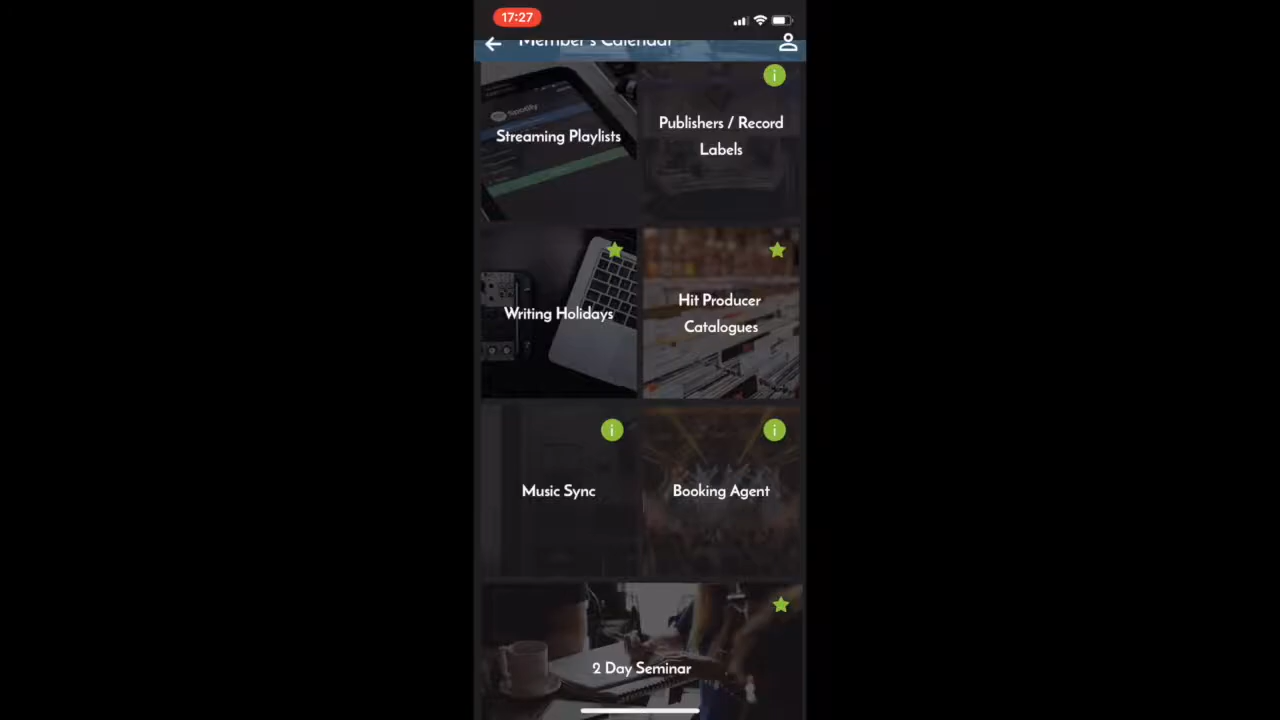 17:27
Member's Calendar
Spotify
Streaming Playlists
Publishers / Record
Labels
Writing Holidays
Hit Producer
Catalogues
Music Sync
Booking Agent
2 Day Seminar